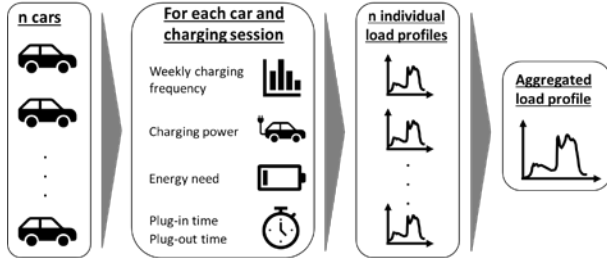 n cars
For each car and
charging session
Weekly charging
frequency
Charging power
Energy need
Plug-in time
Plug-out time
n individual
load profiles
Aggregated
load profile